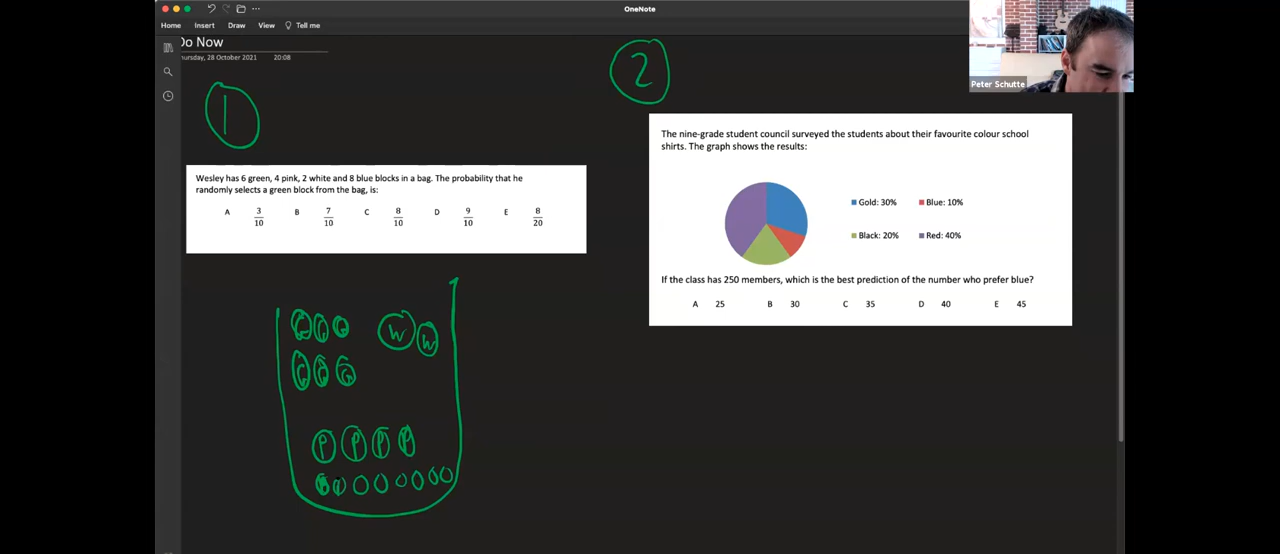 OneNote
Home Insert Draw View Tell me
Do Now
hursday, 28 October 2021 20:08
1
Wesley has 6 green, 4 pink, 2 white and 8 blue blocks in a bag. The probability that he
randomly selects a green block from the bag, is:
A 3/10 B 7/10 C 8/10 D 9/10 E 8/20
G G G W W
G G G
P P P P
2
Peter Schutte
The nine-grade student council surveyed the students about their favourite colour school
shirts. The graph shows the results:
Gold: 30% Blue: 10%
Black: 20% Red: 40%
If the class has 250 members, which is the best prediction of the number who prefer blue?
A 25 B 30 C 35 D 40 E 45